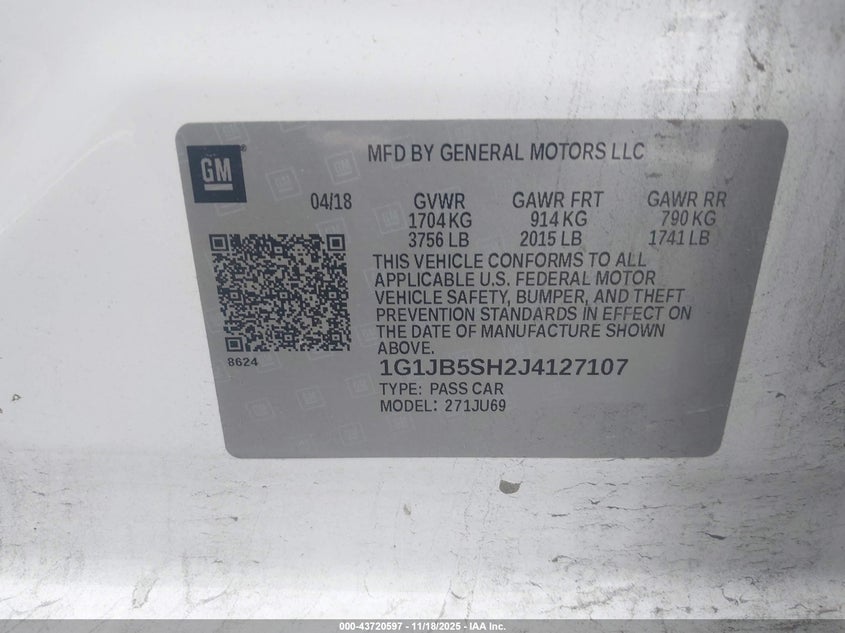 GM
MFD BY GENERAL MOTORS LLC
04/18 GVWR GAWR FRT GAWR RR
1704 KG 914 KG 790 KG
3756 LB 2015 LB 1741 LB
THIS VEHICLE CONFORMS TO ALL
APPLICABLE U.S. FEDERAL MOTOR
VEHICLE SAFETY, BUMPER, AND THEFT
PREVENTION STANDARDS IN EFFECT ON
THE DATE OF MANUFACTURE SHOWN
ABOVE.
8624
1G1JB5SH2J4127107
TYPE: PASS CAR
MODEL: 271JU69
000-43720597 - 11/18/2025 - IAA Inc.